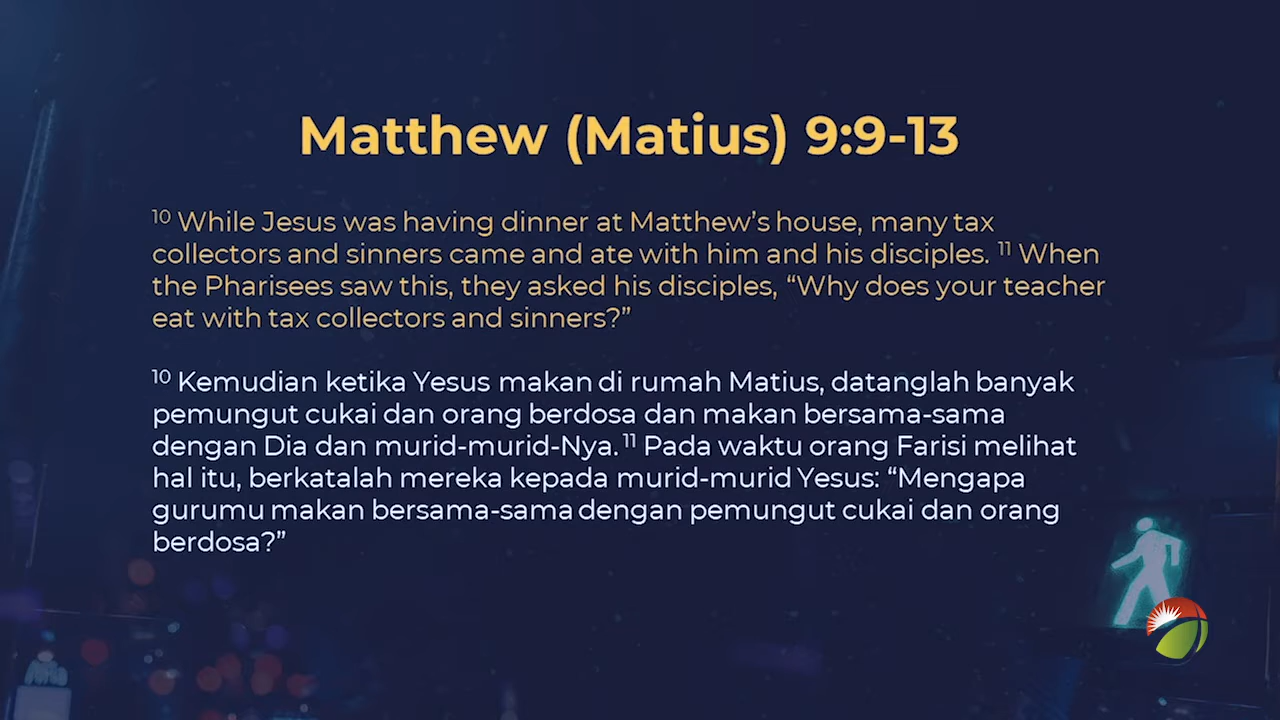 Matthew (Matius) 9:9-13
¹⁰ While Jesus was having dinner at Matthew’s house, many tax
collectors and sinners came and ate with him and his disciples. ¹¹ When
the Pharisees saw this, they asked his disciples, “Why does your teacher
eat with tax collectors and sinners?”
¹⁰ Kemudian ketika Yesus makan di rumah Matius, datanglah banyak
pemungut cukai dan orang berdosa dan makan bersama-sama
dengan Dia dan murid-murid-Nya. ¹¹ Pada waktu orang Farisi melihat
hal itu, berkatalah mereka kepada murid-murid Yesus: “Mengapa
gurumu makan bersama-sama dengan pemungut cukai dan orang
berdosa?”